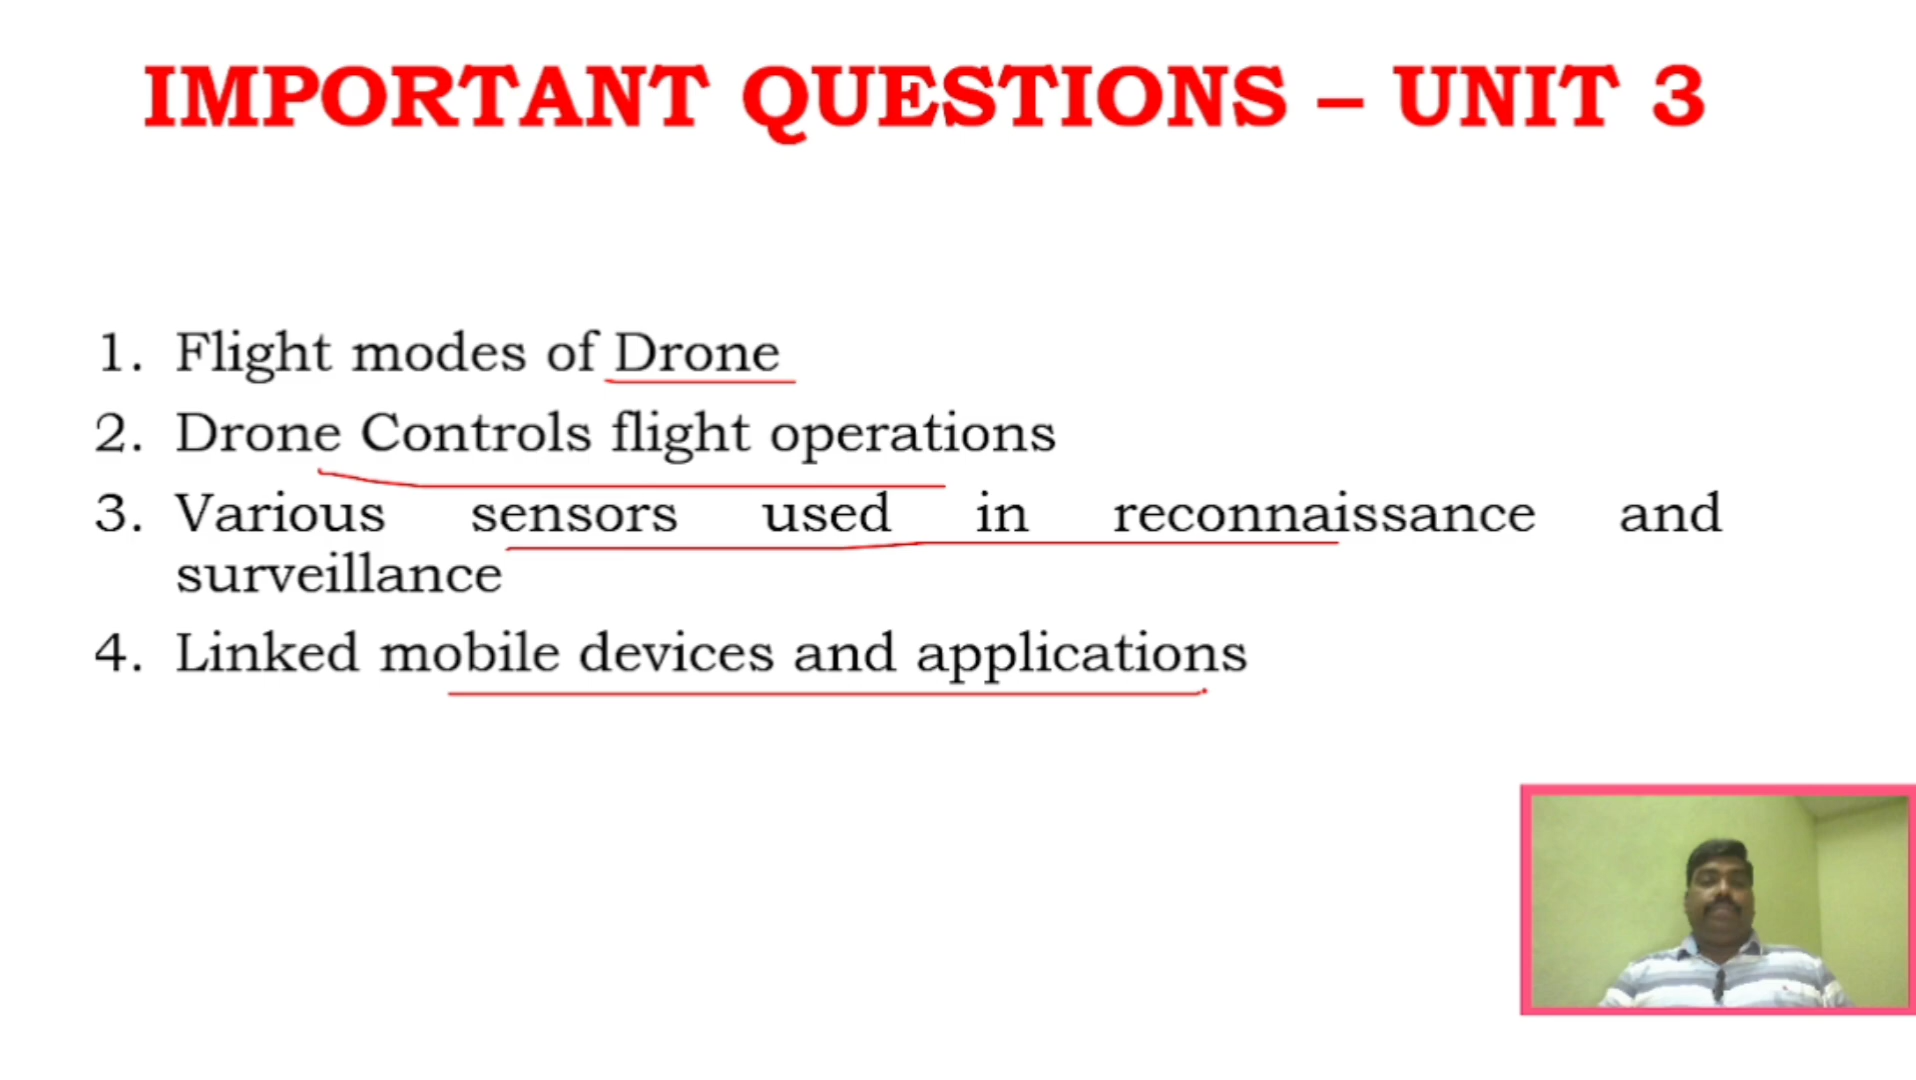 IMPORTANT QUESTIONS – UNIT 3
1. Flight modes of Drone
2. Drone Controls flight operations
3. Various sensors used in reconnaissance and
surveillance
4. Linked mobile devices and applications